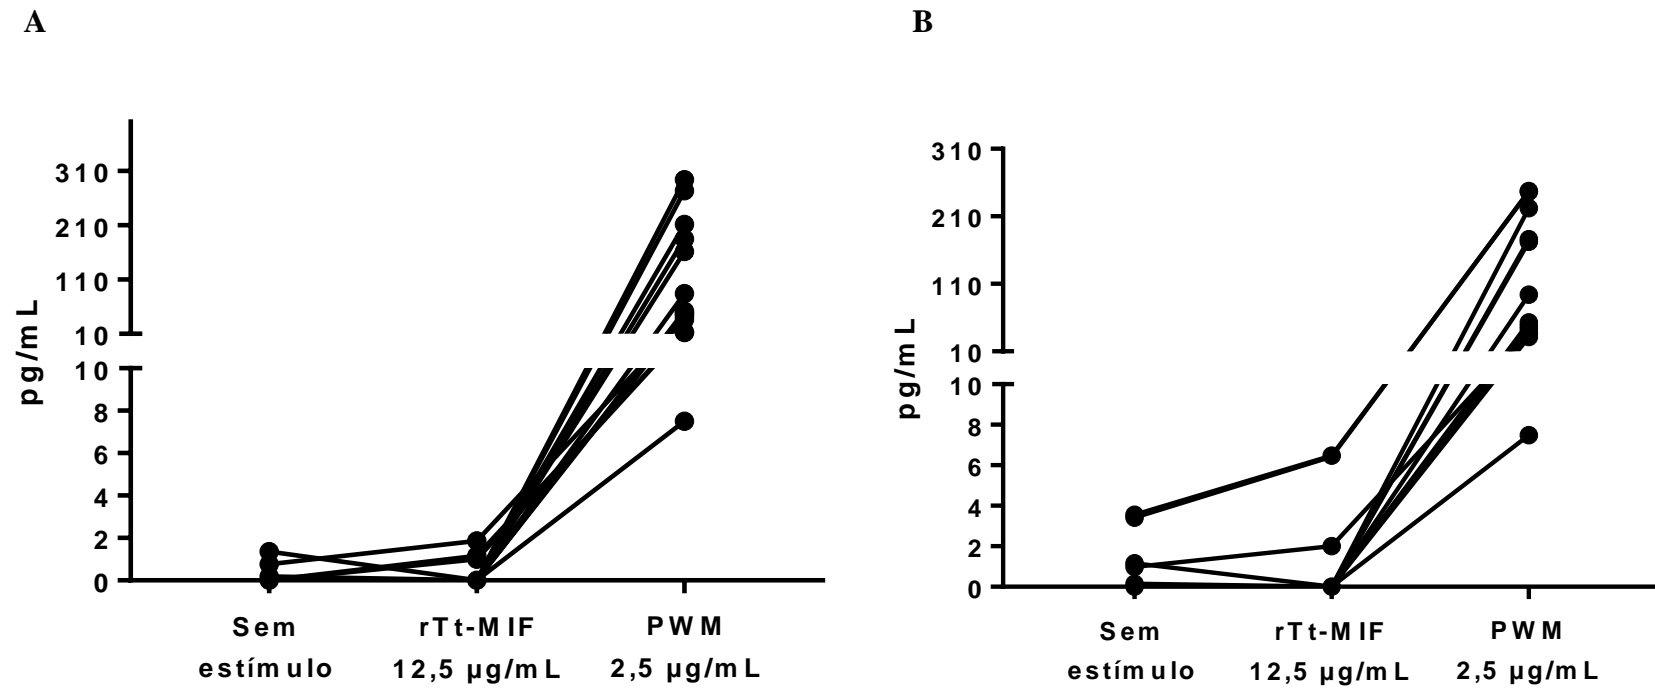 A
pg/mL
310
210
110
10
10
8
6
4
2
0
Sem
estímulo
rTt-MIF
12,5 µg/mL
PWM
2,5 µg/mL
B
pg/mL
310
210
110
10
10
8
6
4
2
0
Sem
estímulo
rTt-MIF
12,5 µg/mL
PWM
2,5 µg/mL